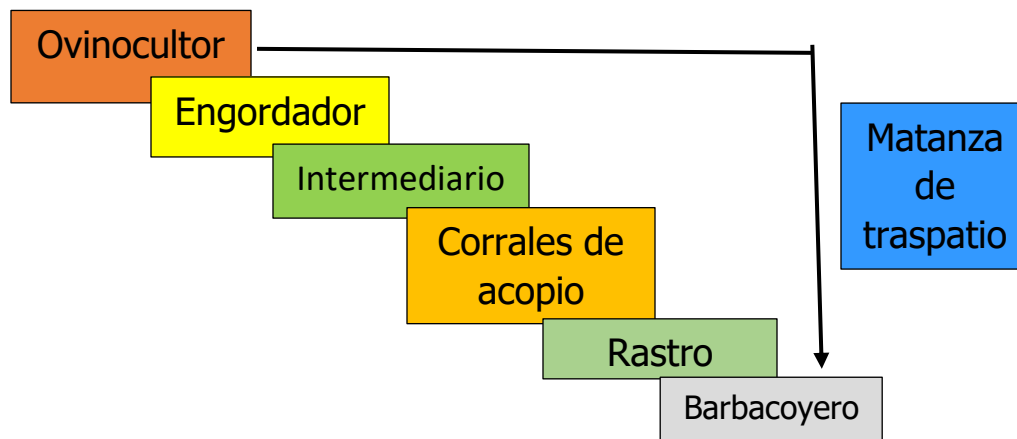 Ovinocultor
Engordador
Intermediario
Corrales de
acopio
Rastro
Barbacoyero
Matanza
de
traspatio